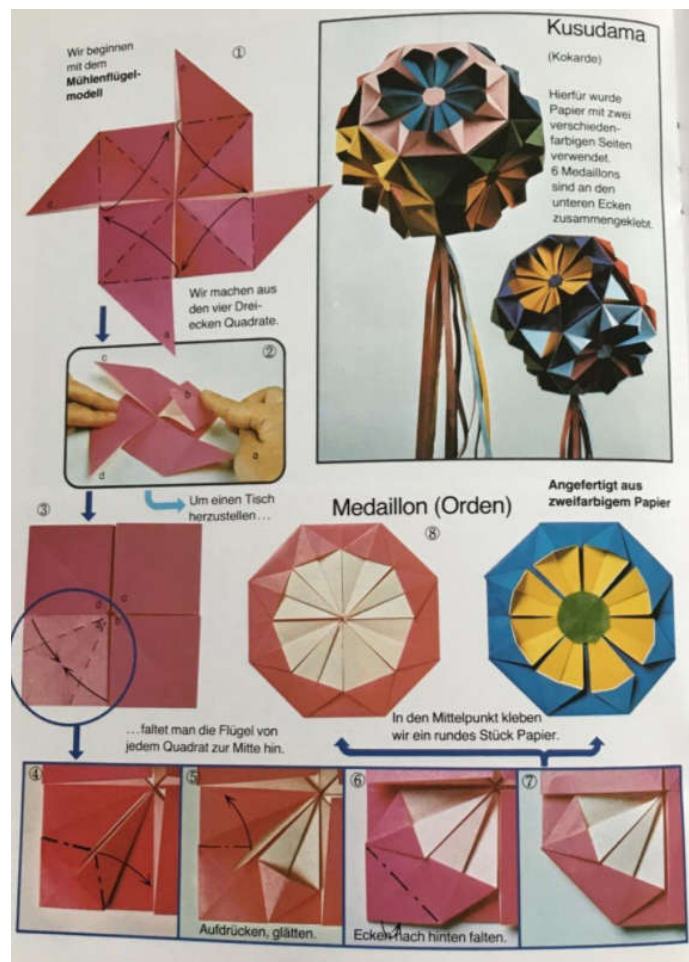 Wir beginnen
mit dem
Mühlenflügel-
modell
①
c
d
b
a
Wir machen aus
den vier Drei-
ecken Quadrate.
Kusudama
(Kokarde)
Hierfür wurde
Papier mit zwei
verschieden-
farbigen Seiten
verwendet.
6 Medaillons
sind an den
unteren Ecken
zusammengeklebt.
②
c
b
a
d
Um einen Tisch
herzustellen...
③
d c
a b
...faltet man die Flügel von
jedem Quadrat zur Mitte hin.
Medaillon (Orden)
⑧
Angefertigt aus
zweifarbigem Papier
In den Mittelpunkt kleben
wir ein rundes Stück Papier.
④
⑤
Aufdrücken, glätten.
⑥
Ecken nach hinten falten.
⑦